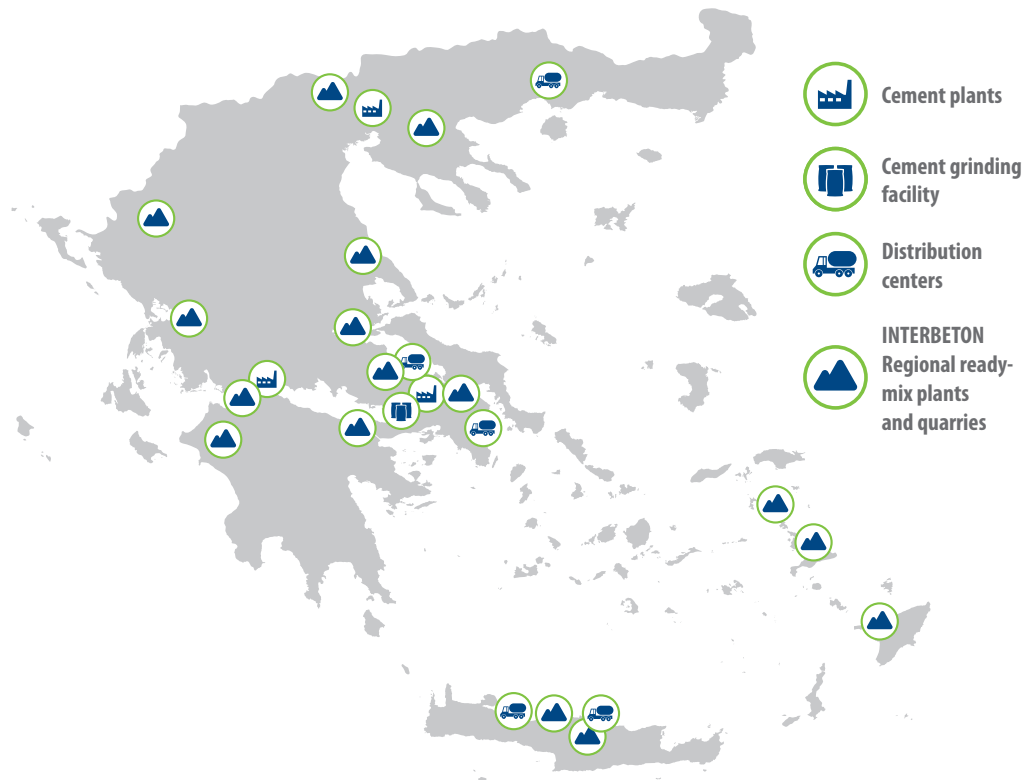 Cement plants
Cement grinding
facility
Distribution
centers
INTERBETON
Regional ready-
mix plants
and quarries